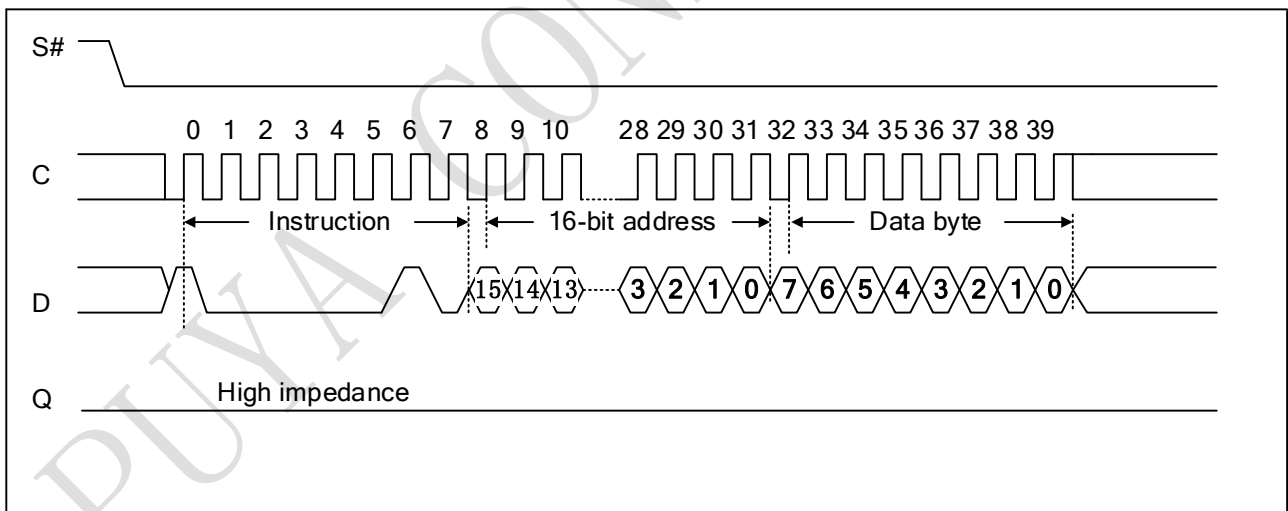 S#
0 1 2 3 4 5 6 7 8 9 10 28 29 30 31 32 33 34 35 36 37 38 39
C
Instruction 16-bit address Data byte
D 15 14 13 3 2 1 0 7 6 5 4 3 2 1 0
High impedance
Q
PUYA CON